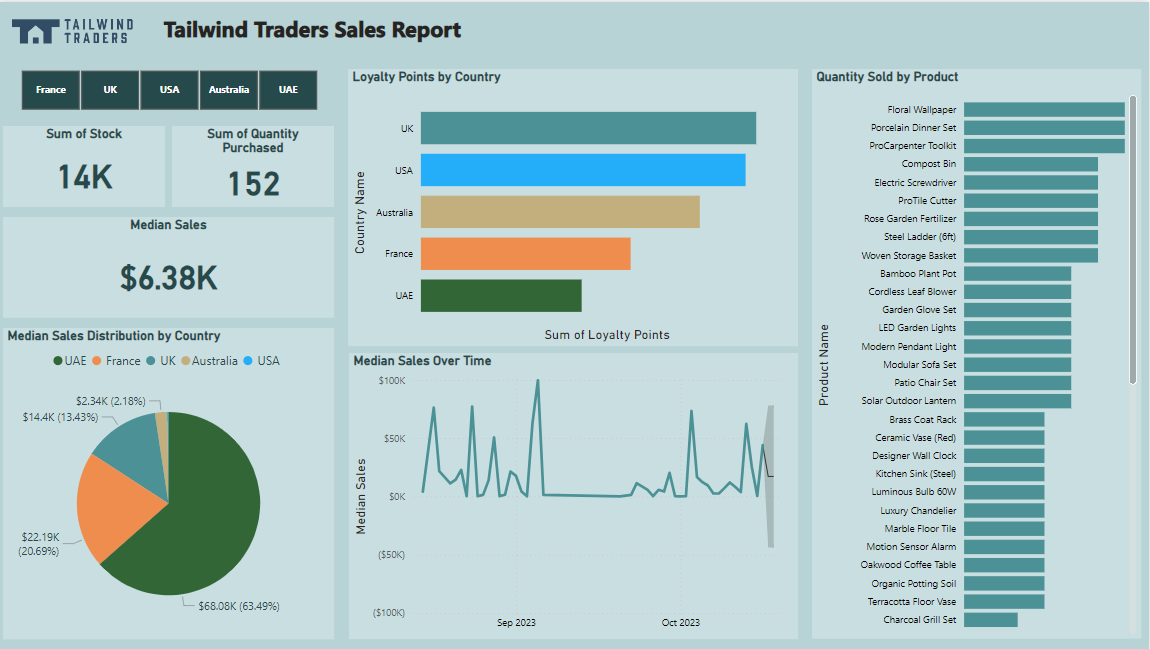 TAILWIND
TRADERS
Tailwind Traders Sales Report
France
UK
USA
Australia
UAE
Sum of Stock
14K
Sum of Quantity
Purchased
152
Median Sales
$6.38K
Median Sales Distribution by Country
UAE
France
UK
Australia
USA
$2.34K (2.18%)
$14.4K (13.43%)
$22.19K
(20.69%)
$68.08K (63.49%)
Loyalty Points by Country
Country Name
UK
USA
Australia
France
UAE
Sum of Loyalty Points
Median Sales Over Time
Median Sales
$100K
$50K
$0K
($50K)
($100K)
Sep 2023
Oct 2023
Quantity Sold by Product
Product Name
Floral Wallpaper
Porcelain Dinner Set
ProCarpenter Toolkit
Compost Bin
Electric Screwdriver
ProTile Cutter
Rose Garden Fertilizer
Steel Ladder (6ft)
Woven Storage Basket
Bamboo Plant Pot
Cordless Leaf Blower
Garden Glove Set
LED Garden Lights
Modern Pendant Light
Modular Sofa Set
Patio Chair Set
Solar Outdoor Lantern
Brass Coat Rack
Ceramic Vase (Red)
Designer Wall Clock
Kitchen Sink (Steel)
Luminous Bulb 60W
Luxury Chandelier
Marble Floor Tile
Motion Sensor Alarm
Oakwood Coffee Table
Organic Potting Soil
Terracotta Floor Vase
Charcoal Grill Set